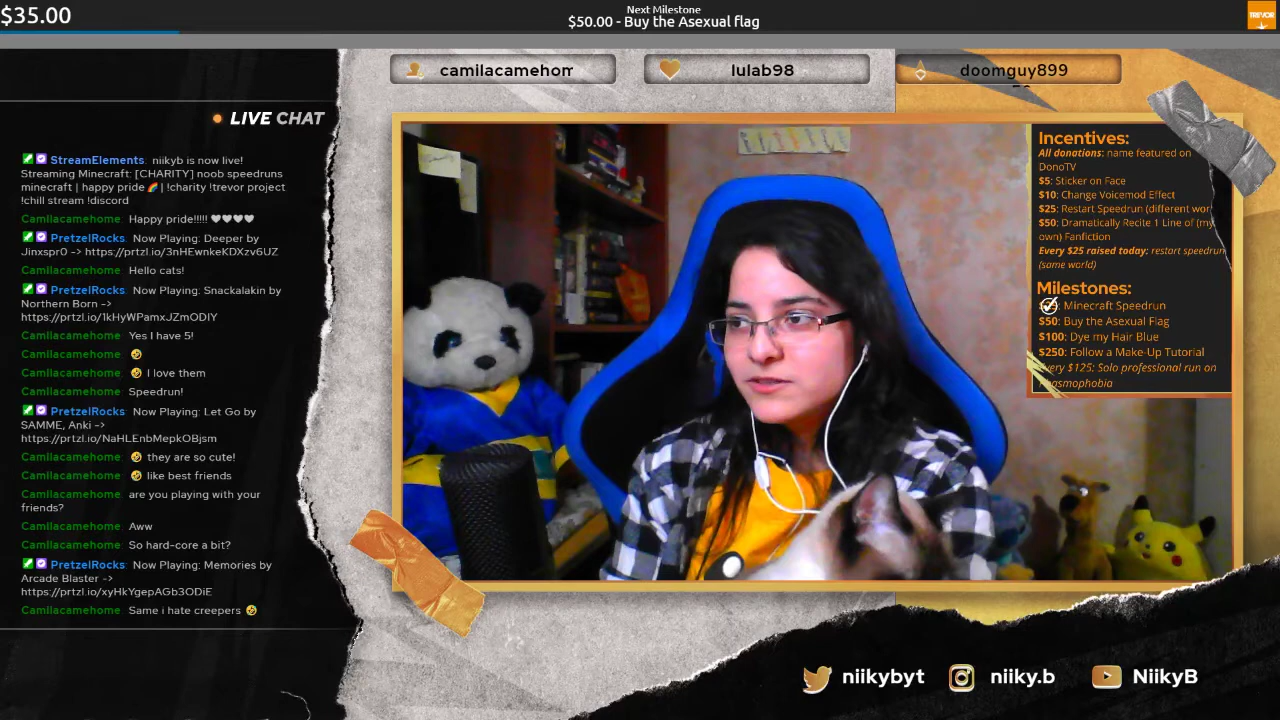 $35.00
Next Milestone
$50.00 - Buy the Asexual flag
TREVOR
camilacamehom
lulab98
doomguy899
LIVE CHAT
StreamElements: niikyb is now live!
Streaming Minecraft: [CHARITY] noob speedruns
minecraft | happy pride 🏳️‍🌈 | !charity !trevor project
!chill stream !discord
Camilacamehome: Happy pride!!!!! 🤍🤍🤍🤍
PretzelRocks: Now Playing: Deeper by
Jinxspr0 -> https://prtzl.io/3nHEwnkeKDXzv6UZ
Camilacamehome: Hello cats!
PretzelRocks: Now Playing: Snackalakin by
Northern Born ->
https://prtzl.io/1kHyWPamxJZmODIY
Camilacamehome: Yes I have 5!
Camilacamehome: 🤣
Camilacamehome: 🤣 I love them
Camilacamehome: Speedrun!
PretzelRocks: Now Playing: Let Go by
SAMME, Anki ->
https://prtzl.io/NaHLEnbMepkOBjsm
Camilacamehome: 🤣 they are so cute!
Camilacamehome: 🤣 like best friends
Camilacamehome: are you playing with your
friends?
Camilacamehome: Aww
Camilacamehome: So hard-core a bit?
PretzelRocks: Now Playing: Memories by
Arcade Blaster ->
https://prtzl.io/xyHkYgepAGb3ODiE
Camilacamehome: Same i hate creepers 🤣
Incentives:
All donations: name featured on
DonoTV
$5: Sticker on Face
$10: Change Voicemod Effect
$25: Restart Speedrun (different wor
$50: Dramatically Recite 1 Line of (my
own) Fanfiction
Every $25 raised today: restart speedrun
(same world)
Milestones:
: Minecraft Speedrun
$50: Buy the Asexual Flag
$100: Dye my Hair Blue
$250: Follow a Make-Up Tutorial
Every $125: Solo professional run on
Phasmophobia
niikybyt
niiky.b
NiikyB